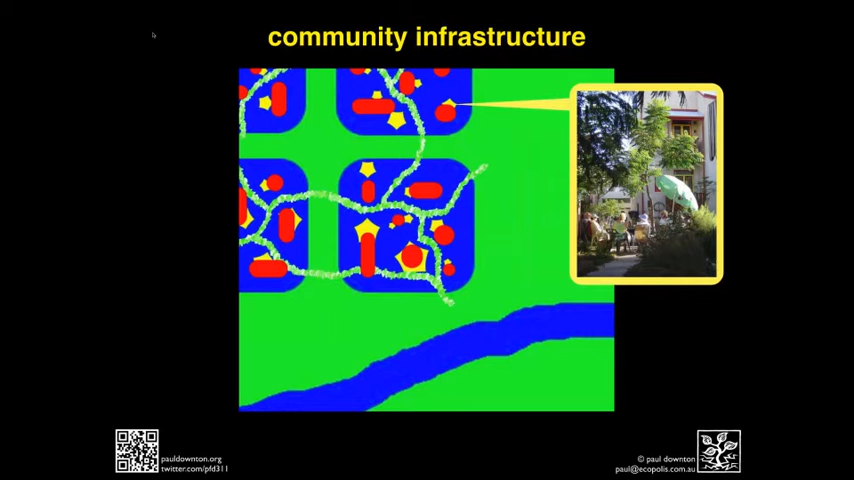 community infrastructure
pauldownton.org
twitter.com/pfd311
© paul downton
paul@ecopolis.com.au